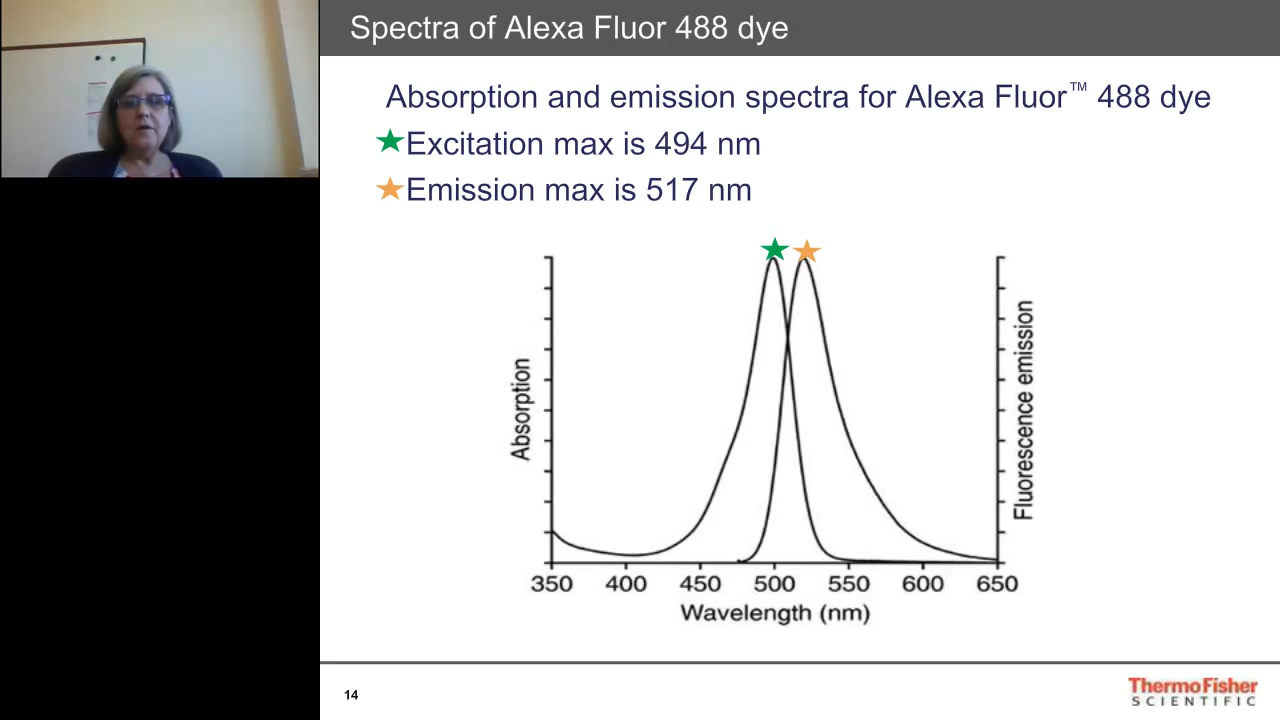 Spectra of Alexa Fluor 488 dye
Absorption and emission spectra for Alexa Fluor™ 488 dye
Excitation max is 494 nm
Emission max is 517 nm
Absorption
Fluorescence emission
350 400 450 500 550 600 650
Wavelength (nm)
14
ThermoFisher
SCIENTIFIC